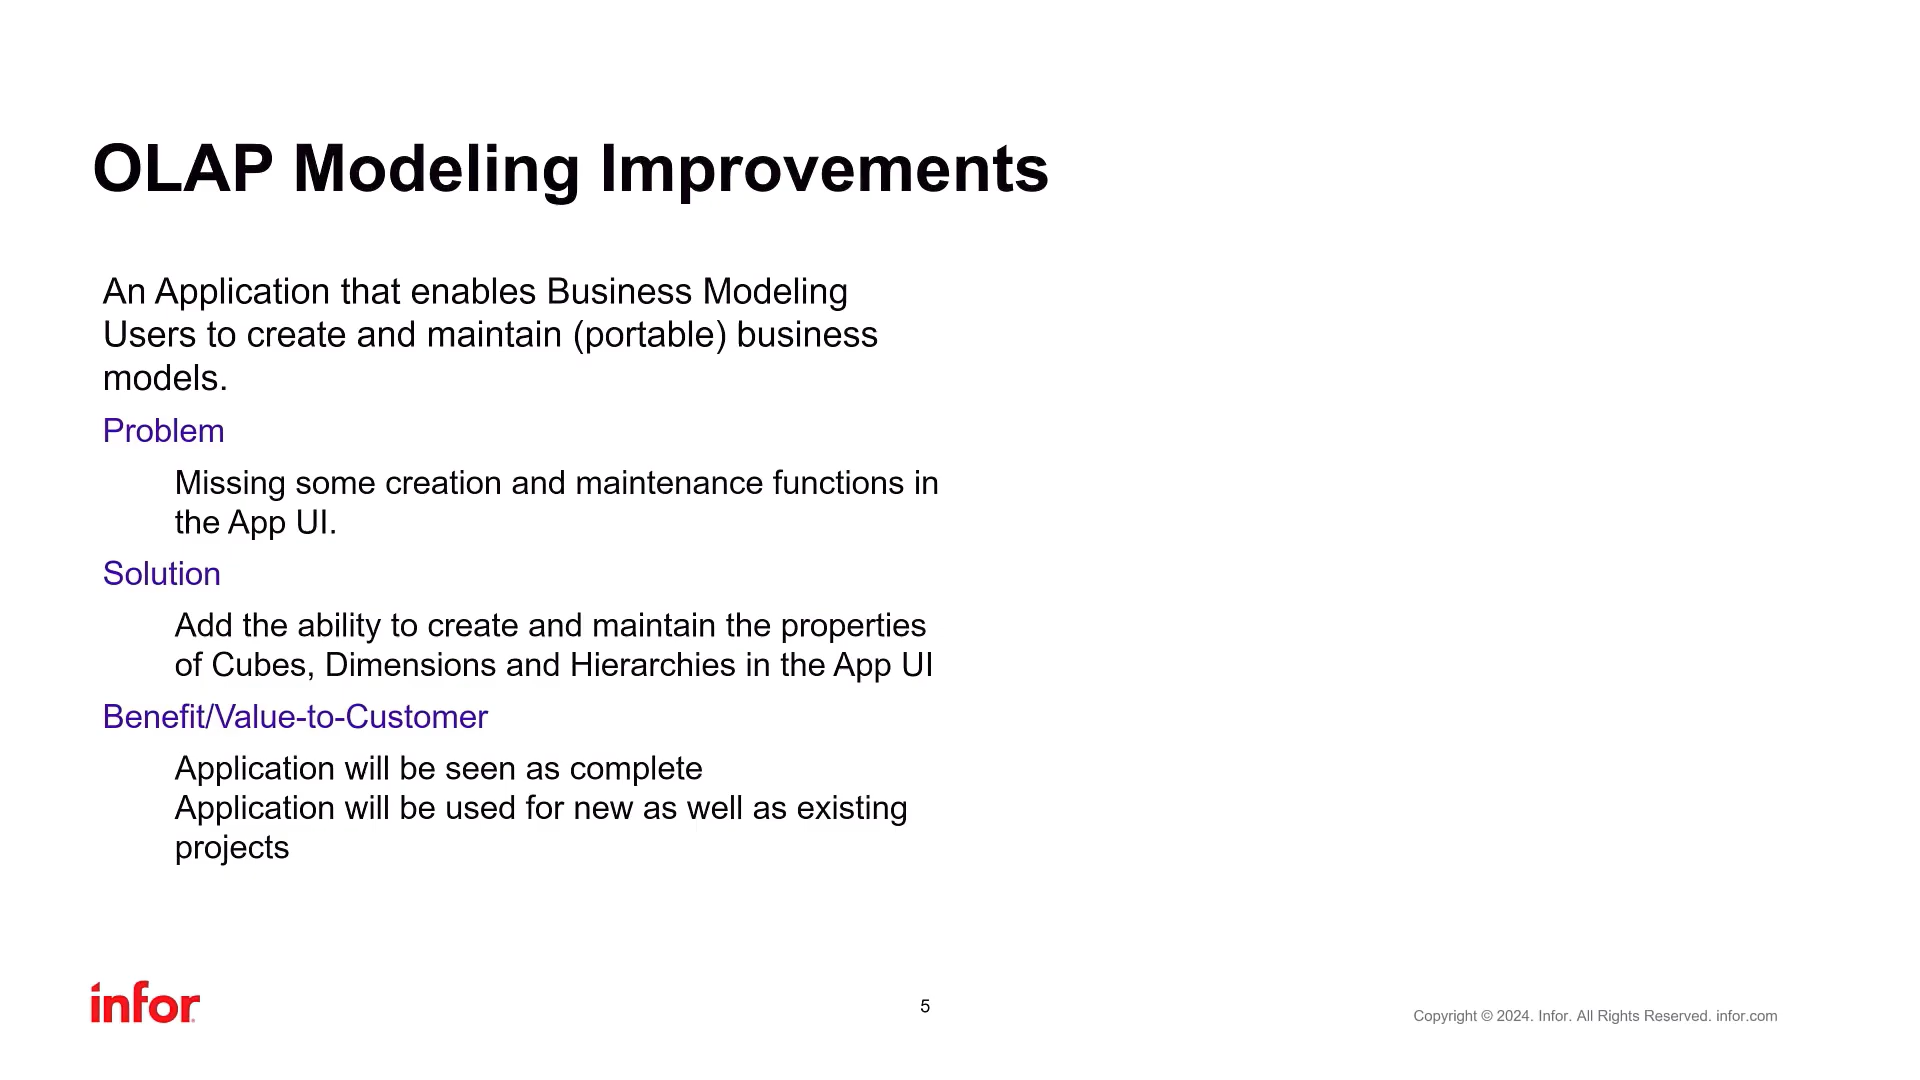 OLAP Modeling Improvements
An Application that enables Business Modeling
Users to create and maintain (portable) business
models.
Problem
Missing some creation and maintenance functions in
the App UI.
Solution
Add the ability to create and maintain the properties
of Cubes, Dimensions and Hierarchies in the App UI
Benefit/Value-to-Customer
Application will be seen as complete
Application will be used for new as well as existing
projects
infor
5
Copyright © 2024. Infor. All Rights Reserved. infor.com